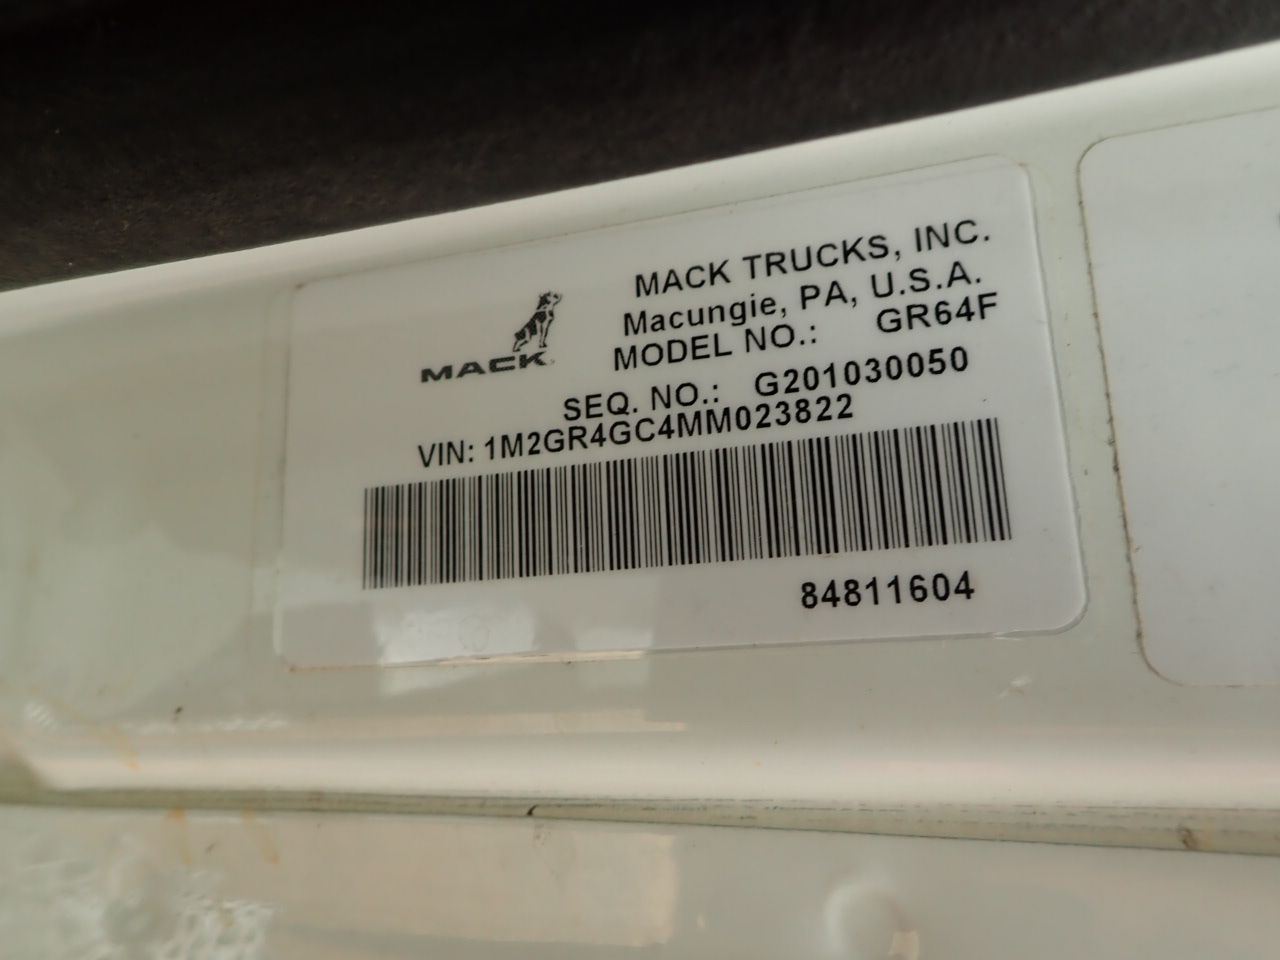 MACK TRUCKS, INC.
Macungie, PA, U.S.A.
MACK
MODEL NO.: GR64F
SEQ. NO.: G201030050
VIN: 1M2GR4GC4MM023822
84811604